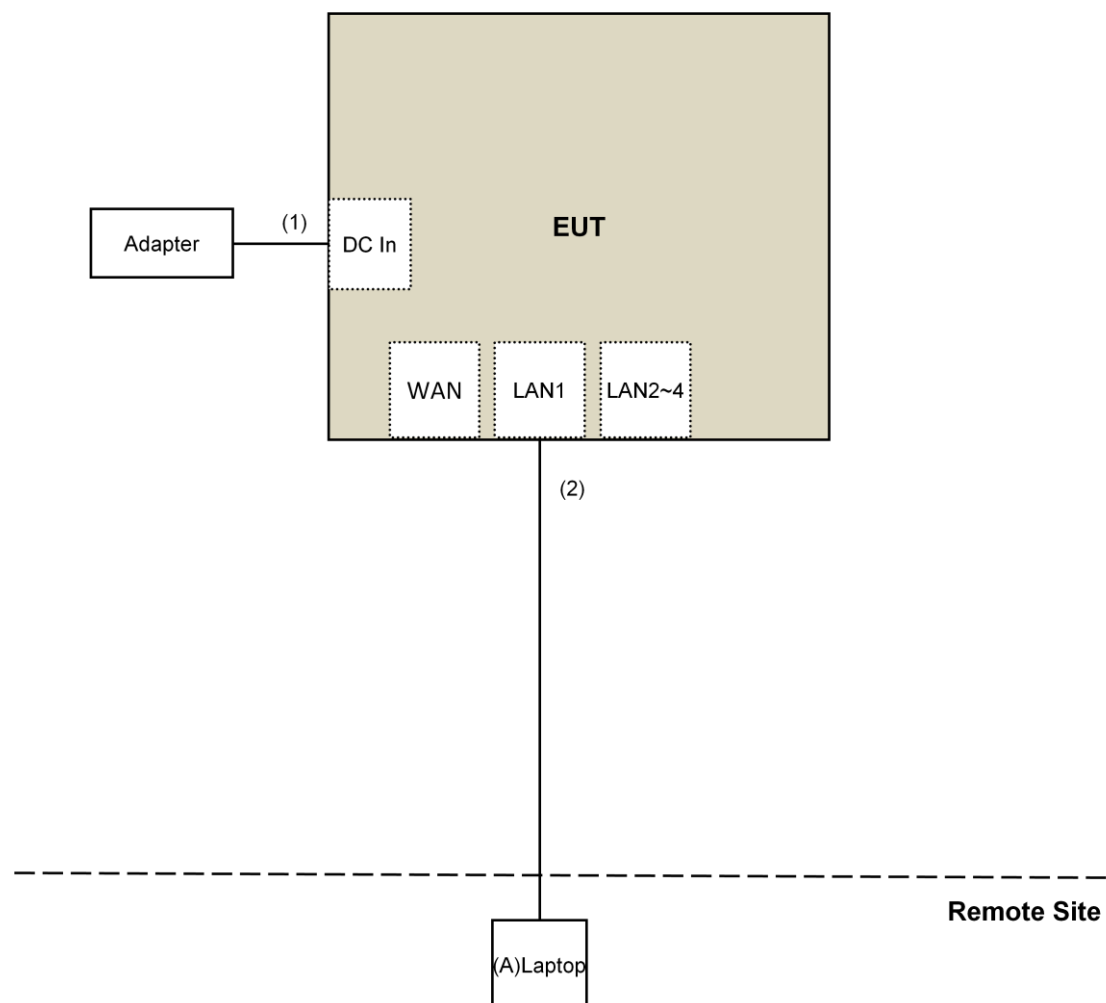 EUT
(1)
Adapter
DC In
WAN
LAN1
LAN2~4
(2)
Remote Site
(A)Laptop